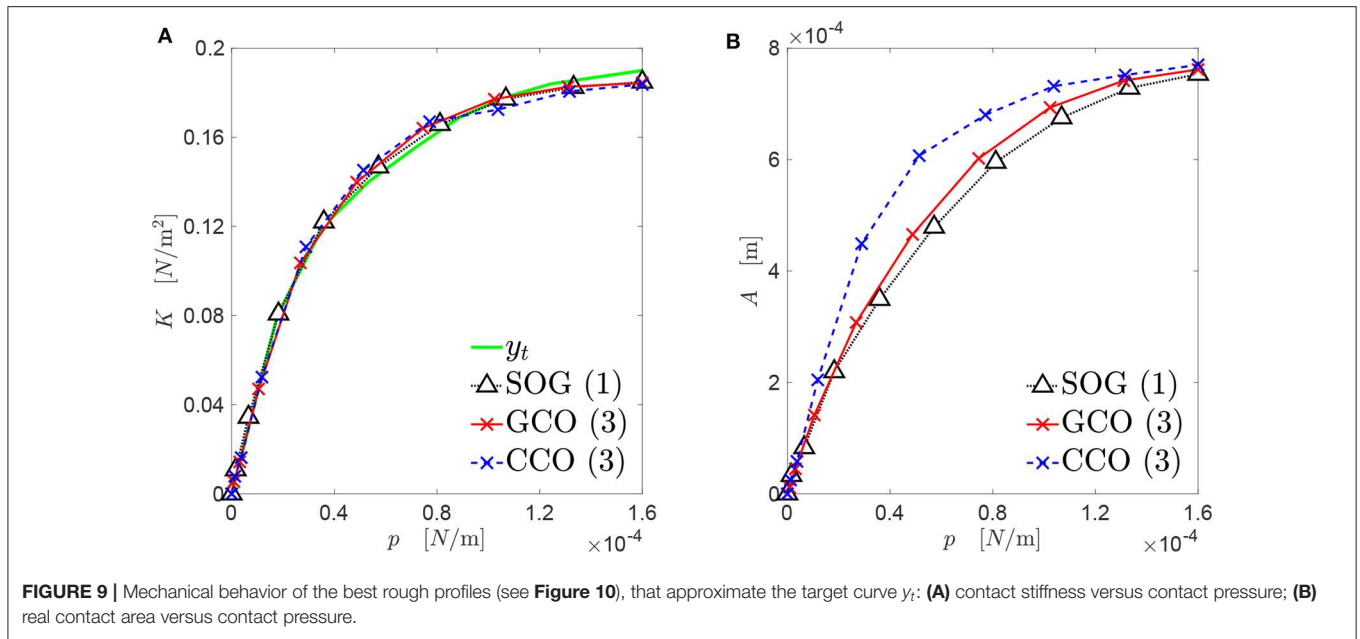 A
0.2
0.16
0.12
0.08
0.04
0
K [N/m²]
y_t
SOG (1)
GCO (3)
CCO (3)
0 0.4 0.8 1.2 1.6
p [N/m]
×10⁻⁴
B
×10⁻⁴
8
6
4
2
0
A [m]
SOG (1)
GCO (3)
CCO (3)
0 0.4 0.8 1.2 1.6
p [N/m]
×10⁻⁴
FIGURE 9 | Mechanical behavior of the best rough profiles (see Figure 10), that approximate the target curve y_t: (A) contact stiffness versus contact pressure; (B)
real contact area versus contact pressure.